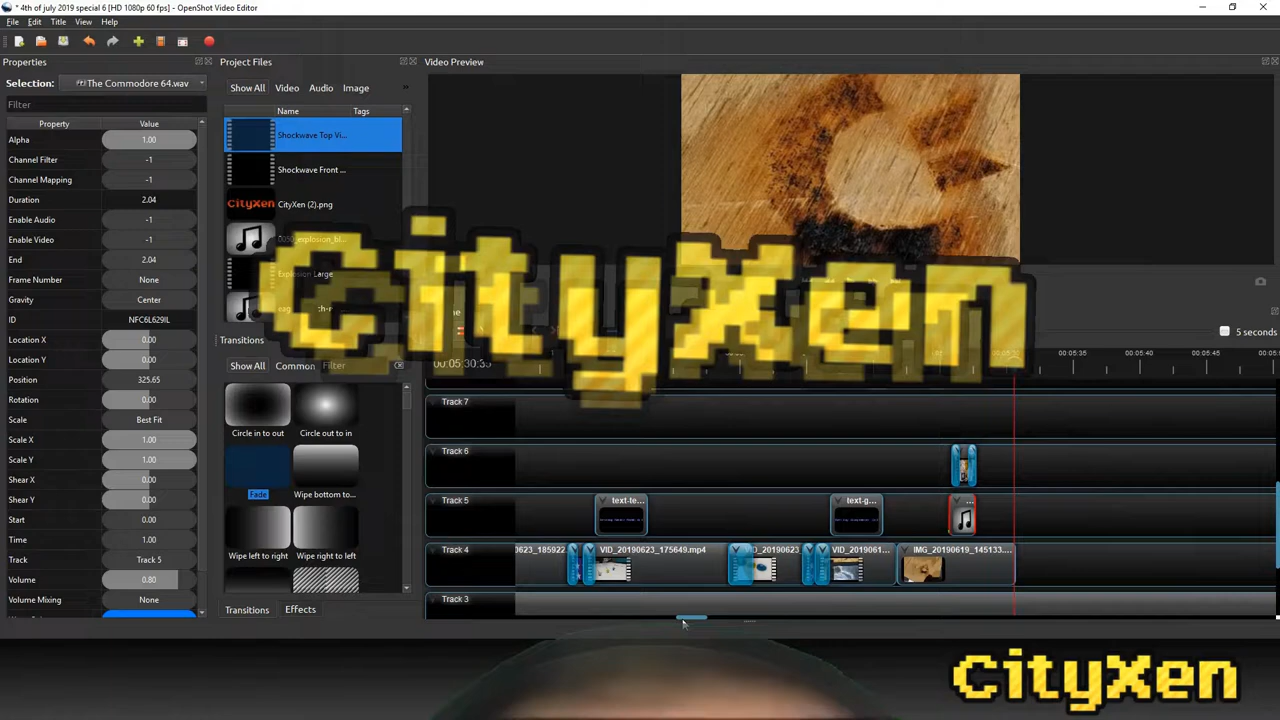 * 4th of july 2019 special 6 [HD 1080p 60 fps] - OpenShot Video Editor
File Edit Title View Help
Properties
Selection: The Commodore 64.wav
Filter
Property Value
Alpha 1.00
Channel Filter -1
Channel Mapping -1
Duration 2.04
Enable Audio -1
Enable Video -1
End 2.04
Frame Number None
Gravity Center
ID NFC6L629IL
Location X 0.00
Location Y 0.00
Position 325.65
Rotation 0.00
Scale Best Fit
Scale X 1.00
Scale Y 1.00
Shear X 0.00
Shear Y 0.00
Start 0.00
Time 1.00
Track Track 5
Volume 0.80
Volume Mixing None
Project Files
Show All Video Audio Image »
Name Tags
Shockwave Top Vi...
Shockwave Front ...
CityXen
CityXen (2).png
Explosion Large
Transitions
Show All Common Filter
Circle in to out
Circle out to in
Fade
Wipe bottom to...
Wipe left to right
Wipe right to left
Transitions Effects
Video Preview
CityXen
5 seconds
00:05:35 00:05:40 00:05:45
Track 7
Track 6
Track 5
text-te...
text-g...
...
Track 4
0623_185922
VID_20190623_175649.mp4
VID_20190623
VID_2019061...
IMG_20190619_145133....
Track 3
CityXen